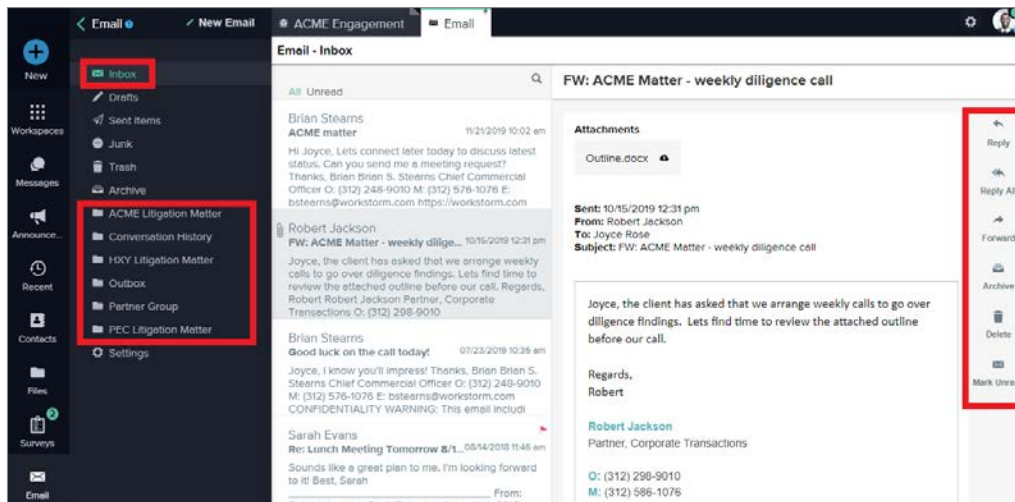 New
Workspaces
Messages
Announce...
Recent
Contacts
Files
2
Surveys
Email
Email
New Email
Inbox
Drafts
Sent Items
Junk
Trash
Archive
ACME Litigation Matter
Conversation History
HXY Litigation Matter
Outbox
Partner Group
PEC Litigation Matter
Settings
ACME Engagement
Email
Email - Inbox
All Unread
Brian Stearns
ACME matter 11/21/2019 10:02 am
Hi Joyce, Lets connect later today to discuss latest
status. Can you send me a meeting request?
Thanks, Brian Brian S. Stearns Chief Commercial
Officer O: (312) 248-9010 M: (312) 576-1076 E:
bstearns@workstorm.com https://workstorm.com
Robert Jackson
FW: ACME Matter - weekly dilige... 10/15/2019 12:31 pm
Joyce, the client has asked that we arrange weekly
calls to go over diligence findings. Lets find time to
review the attached outline before our call. Regards,
Robert Robert Jackson Partner, Corporate
Transactions O: (312) 298-9010
Brian Stearns
Good luck on the call today! 07/23/2019 10:35 am
Joyce, I know you'll impress! Thanks, Brian Brian S.
Stearns Chief Commercial Officer O: (312) 248-9010
M: (312) 576-1076 E: bstearns@workstorm.com
CONFIDENTIALITY WARNING: This email includi
Sarah Evans
Re: Lunch Meeting Tomorrow 8/1... 08/14/2018 11:46 am
Sounds like a great plan to me. I'm looking forward
to it! Best, Sarah
From:
FW: ACME Matter - weekly diligence call
Attachments
Outline.docx
Sent: 10/15/2019 12:31 pm
From: Robert Jackson
To: Joyce Rose
Subject: FW: ACME Matter - weekly diligence call
Joyce, the client has asked that we arrange weekly calls to go over
diligence findings. Lets find time to review the attached outline
before our call.
Regards,
Robert
Robert Jackson
Partner, Corporate Transactions
O: (312) 298-9010
M: (312) 586-1076
Reply
Reply Al
Forward
Archive
Delete
Mark Unre